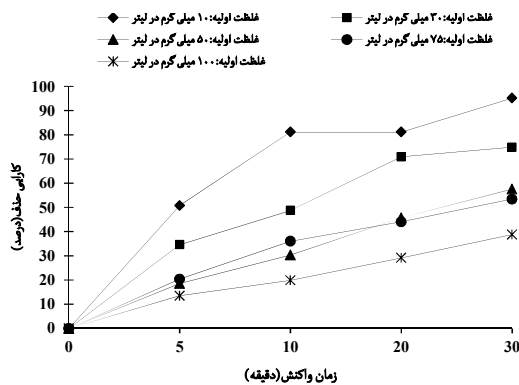 غلظت اولیه:۱۰ میلی گرم در لیتر
غلظت اولیه:۳۰ میلی گرم در لیتر
غلظت اولیه:۵۰ میلی گرم در لیتر
غلظت اولیه:۷۵ میلی گرم در لیتر
غلظت اولیه:۱۰۰ میلی گرم در لیتر
کارایی حذف(درصد)
100
90
80
70
60
50
40
30
20
10
0
0 5 10 20 30
زمان واکنش(دقیقه)